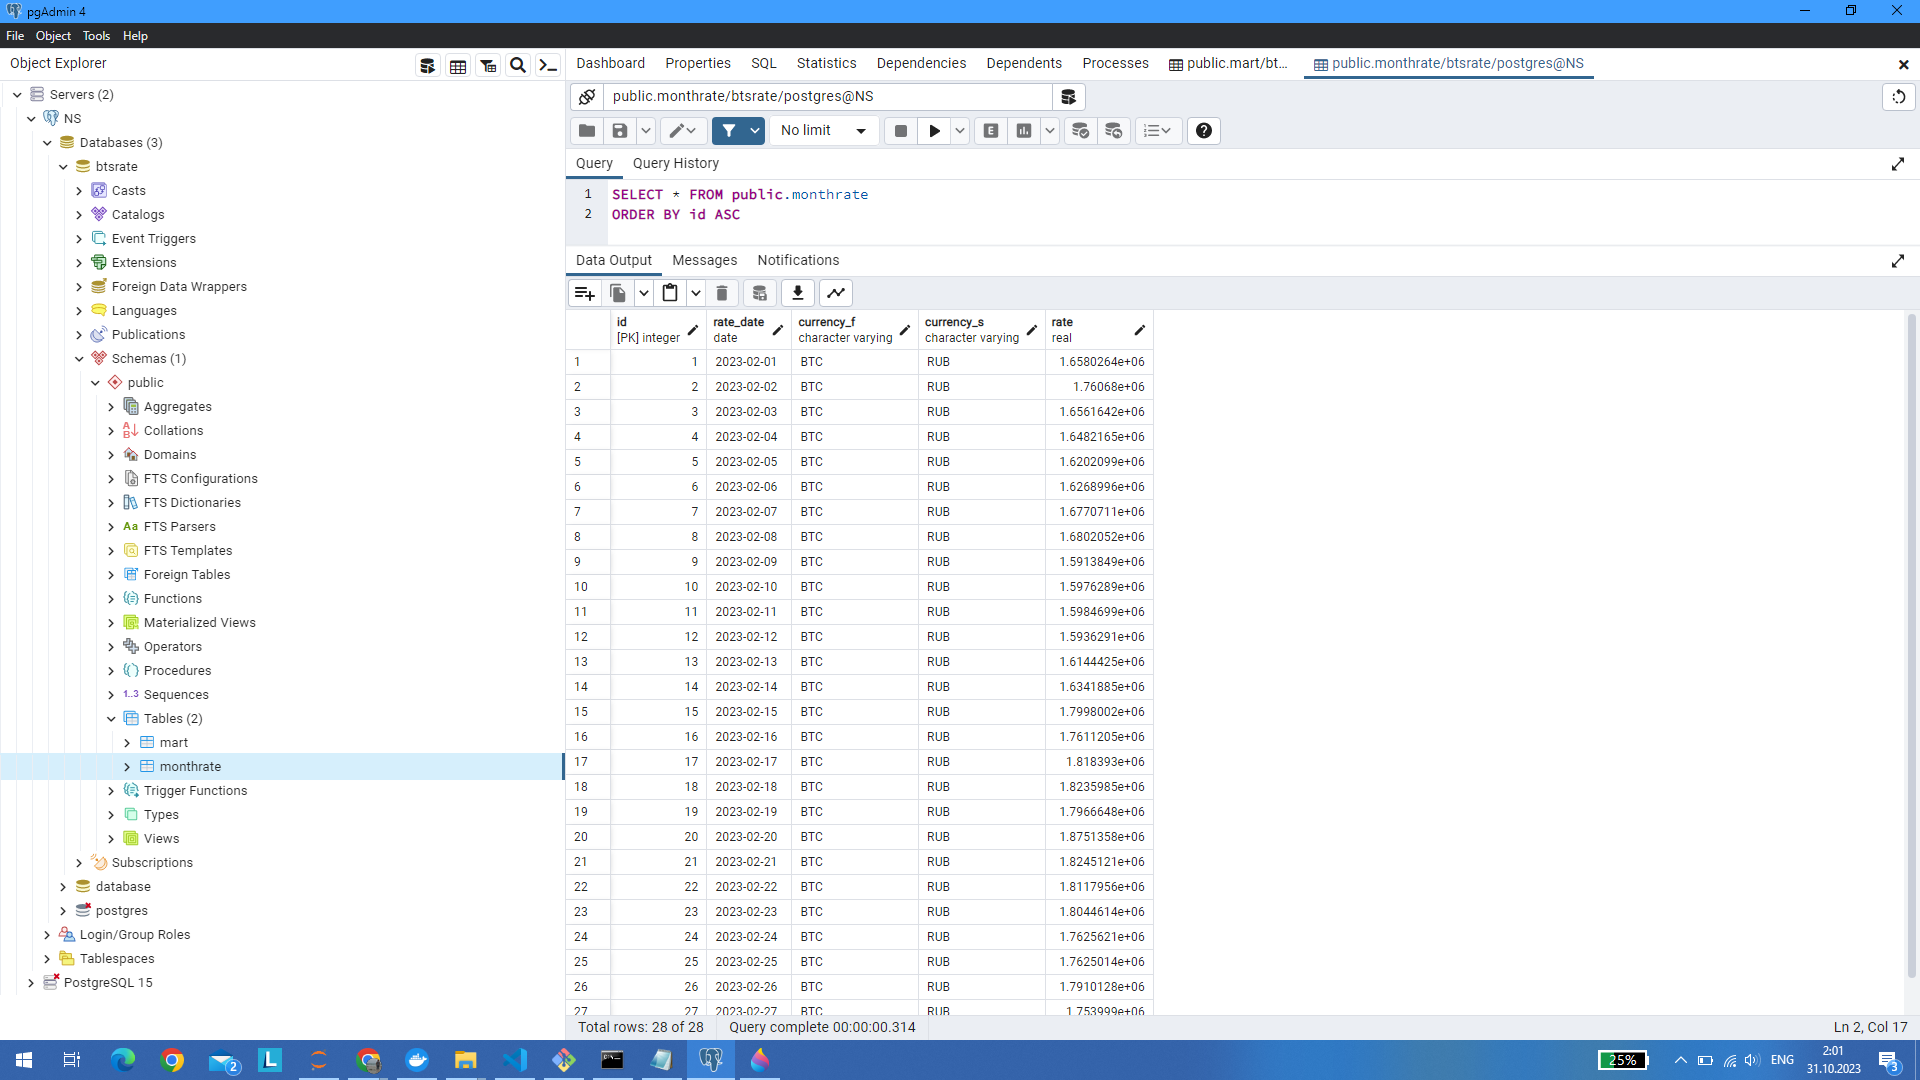 pgAdmin 4
File Object Tools Help
Object Explorer
Servers (2)
NS
Databases (3)
btsrate
Casts
Catalogs
Event Triggers
Extensions
Foreign Data Wrappers
Languages
Publications
Schemas (1)
public
Aggregates
Collations
Domains
FTS Configurations
FTS Dictionaries
Aa FTS Parsers
FTS Templates
Foreign Tables
Functions
Materialized Views
Operators
Procedures
1..3 Sequences
Tables (2)
mart
monthrate
Trigger Functions
Types
Views
Subscriptions
database
postgres
Login/Group Roles
Tablespaces
PostgreSQL 15
Dashboard Properties SQL Statistics Dependencies Dependents Processes public.mart/bt... public.monthrate/btsrate/postgres@NS
public.monthrate/btsrate/postgres@NS
No limit E
Query Query History
1 SELECT * FROM public.monthrate
2 ORDER BY id ASC
Data Output Messages Notifications
id rate_date currency_f currency_s rate
[PK] integer date character varying character varying real
1 1 2023-02-01 BTC RUB 1.6580264e+06
2 2 2023-02-02 BTC RUB 1.76068e+06
3 3 2023-02-03 BTC RUB 1.6561642e+06
4 4 2023-02-04 BTC RUB 1.6482165e+06
5 5 2023-02-05 BTC RUB 1.6202099e+06
6 6 2023-02-06 BTC RUB 1.6268996e+06
7 7 2023-02-07 BTC RUB 1.6770711e+06
8 8 2023-02-08 BTC RUB 1.6802052e+06
9 9 2023-02-09 BTC RUB 1.5913849e+06
10 10 2023-02-10 BTC RUB 1.5976289e+06
11 11 2023-02-11 BTC RUB 1.5984699e+06
12 12 2023-02-12 BTC RUB 1.5936291e+06
13 13 2023-02-13 BTC RUB 1.6144425e+06
14 14 2023-02-14 BTC RUB 1.6341885e+06
15 15 2023-02-15 BTC RUB 1.7998002e+06
16 16 2023-02-16 BTC RUB 1.7611205e+06
17 17 2023-02-17 BTC RUB 1.818393e+06
18 18 2023-02-18 BTC RUB 1.8235985e+06
19 19 2023-02-19 BTC RUB 1.7966648e+06
20 20 2023-02-20 BTC RUB 1.8751358e+06
21 21 2023-02-21 BTC RUB 1.8245121e+06
22 22 2023-02-22 BTC RUB 1.8117956e+06
23 23 2023-02-23 BTC RUB 1.8044614e+06
24 24 2023-02-24 BTC RUB 1.7625621e+06
25 25 2023-02-25 BTC RUB 1.7625014e+06
26 26 2023-02-26 BTC RUB 1.7910128e+06
27 27 2023-02-27 BTC RUB 1.753999e+06
Total rows: 28 of 28 Query complete 00:00:00.314 Ln 2, Col 17
2 L 25% ENG 2:01
31.10.2023 3